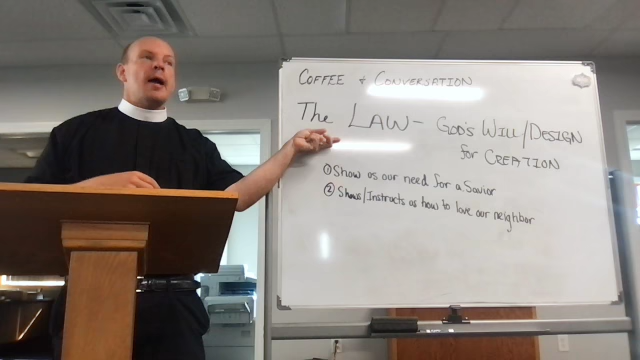 COFFEE + CONVERSATION
The LAW - GOD'S WILL/DESIGN
for CREATION
① Show us our need for a Savior
② Shows/Instructs us how to love our neighbor